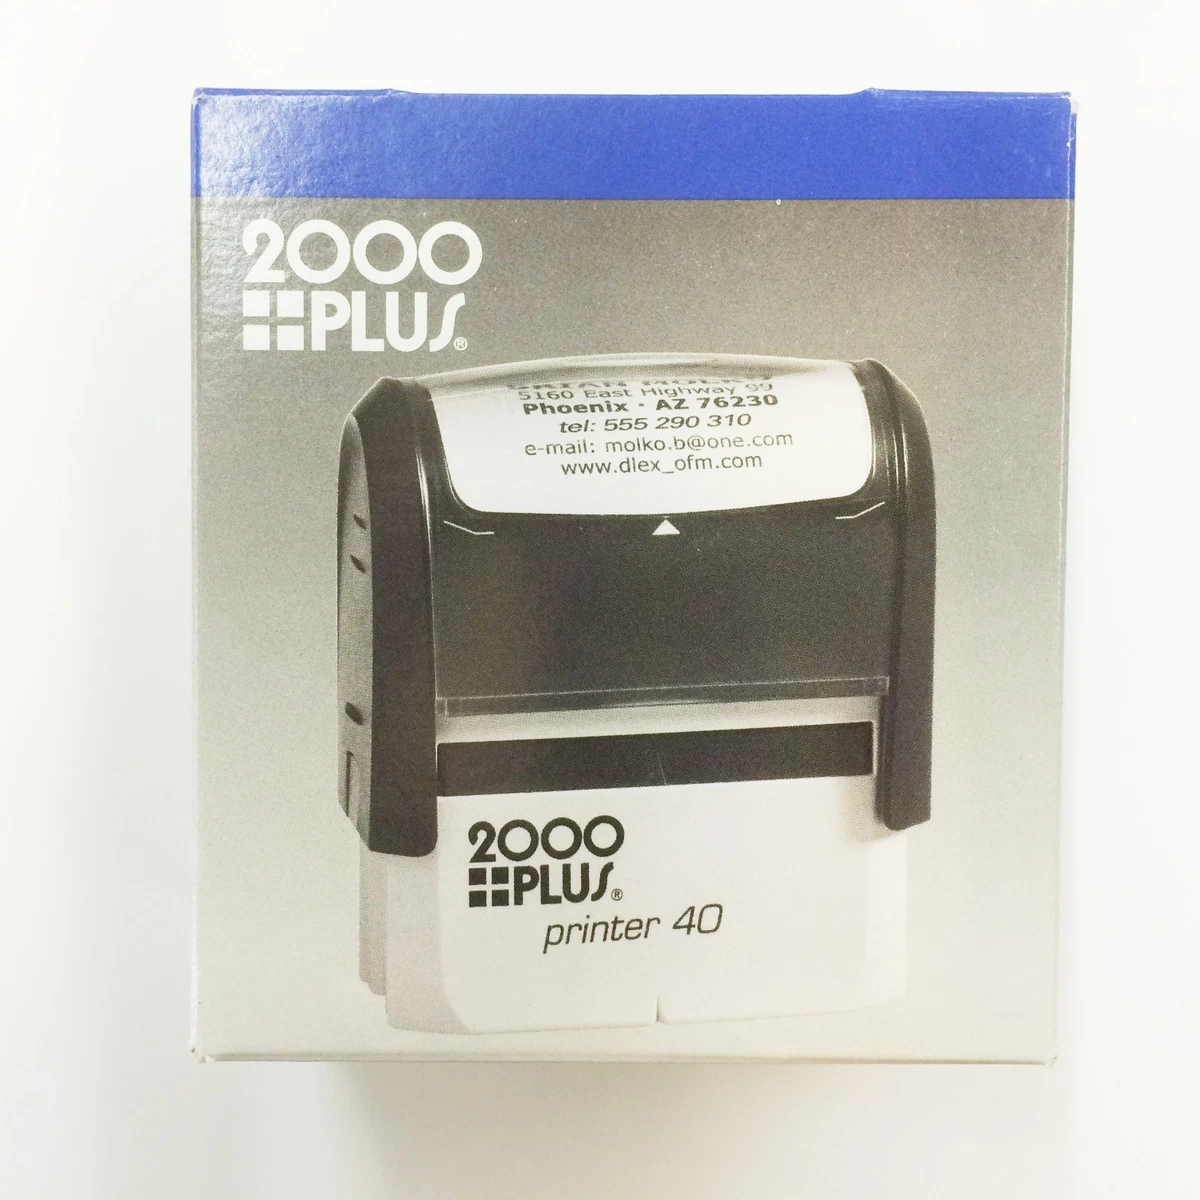 2000
PLUS®
5160 East Highway 99
Phoenix · AZ 76230
tel: 555 290 310
e-mail: molko.b@one.com
www.dlex_ofm.com
2000
PLUS®
printer 40